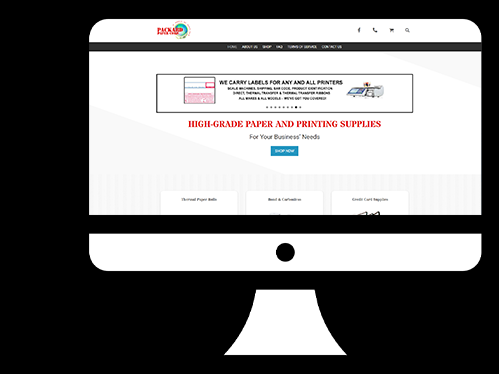 PACKARD
PAPER CORP.
HOME ABOUT US SHOP FAQ TERMS OF SERVICE CONTACT US
WE CARRY LABELS FOR ANY AND ALL PRINTERS
SCALE MACHINES, SHIPPING, BAR CODE, PRODUCT IDENTIFICATION
DIRECT, THERMAL TRANSFER & THERMAL TRANSFER RIBBONS
ALL MAKES & ALL MODELS - WE'VE GOT YOU COVERED!
HIGH-GRADE PAPER AND PRINTING SUPPLIES
For Your Business' Needs
SHOP NOW
Thermal Paper Rolls Bond & Carbonless Credit Card Supplies